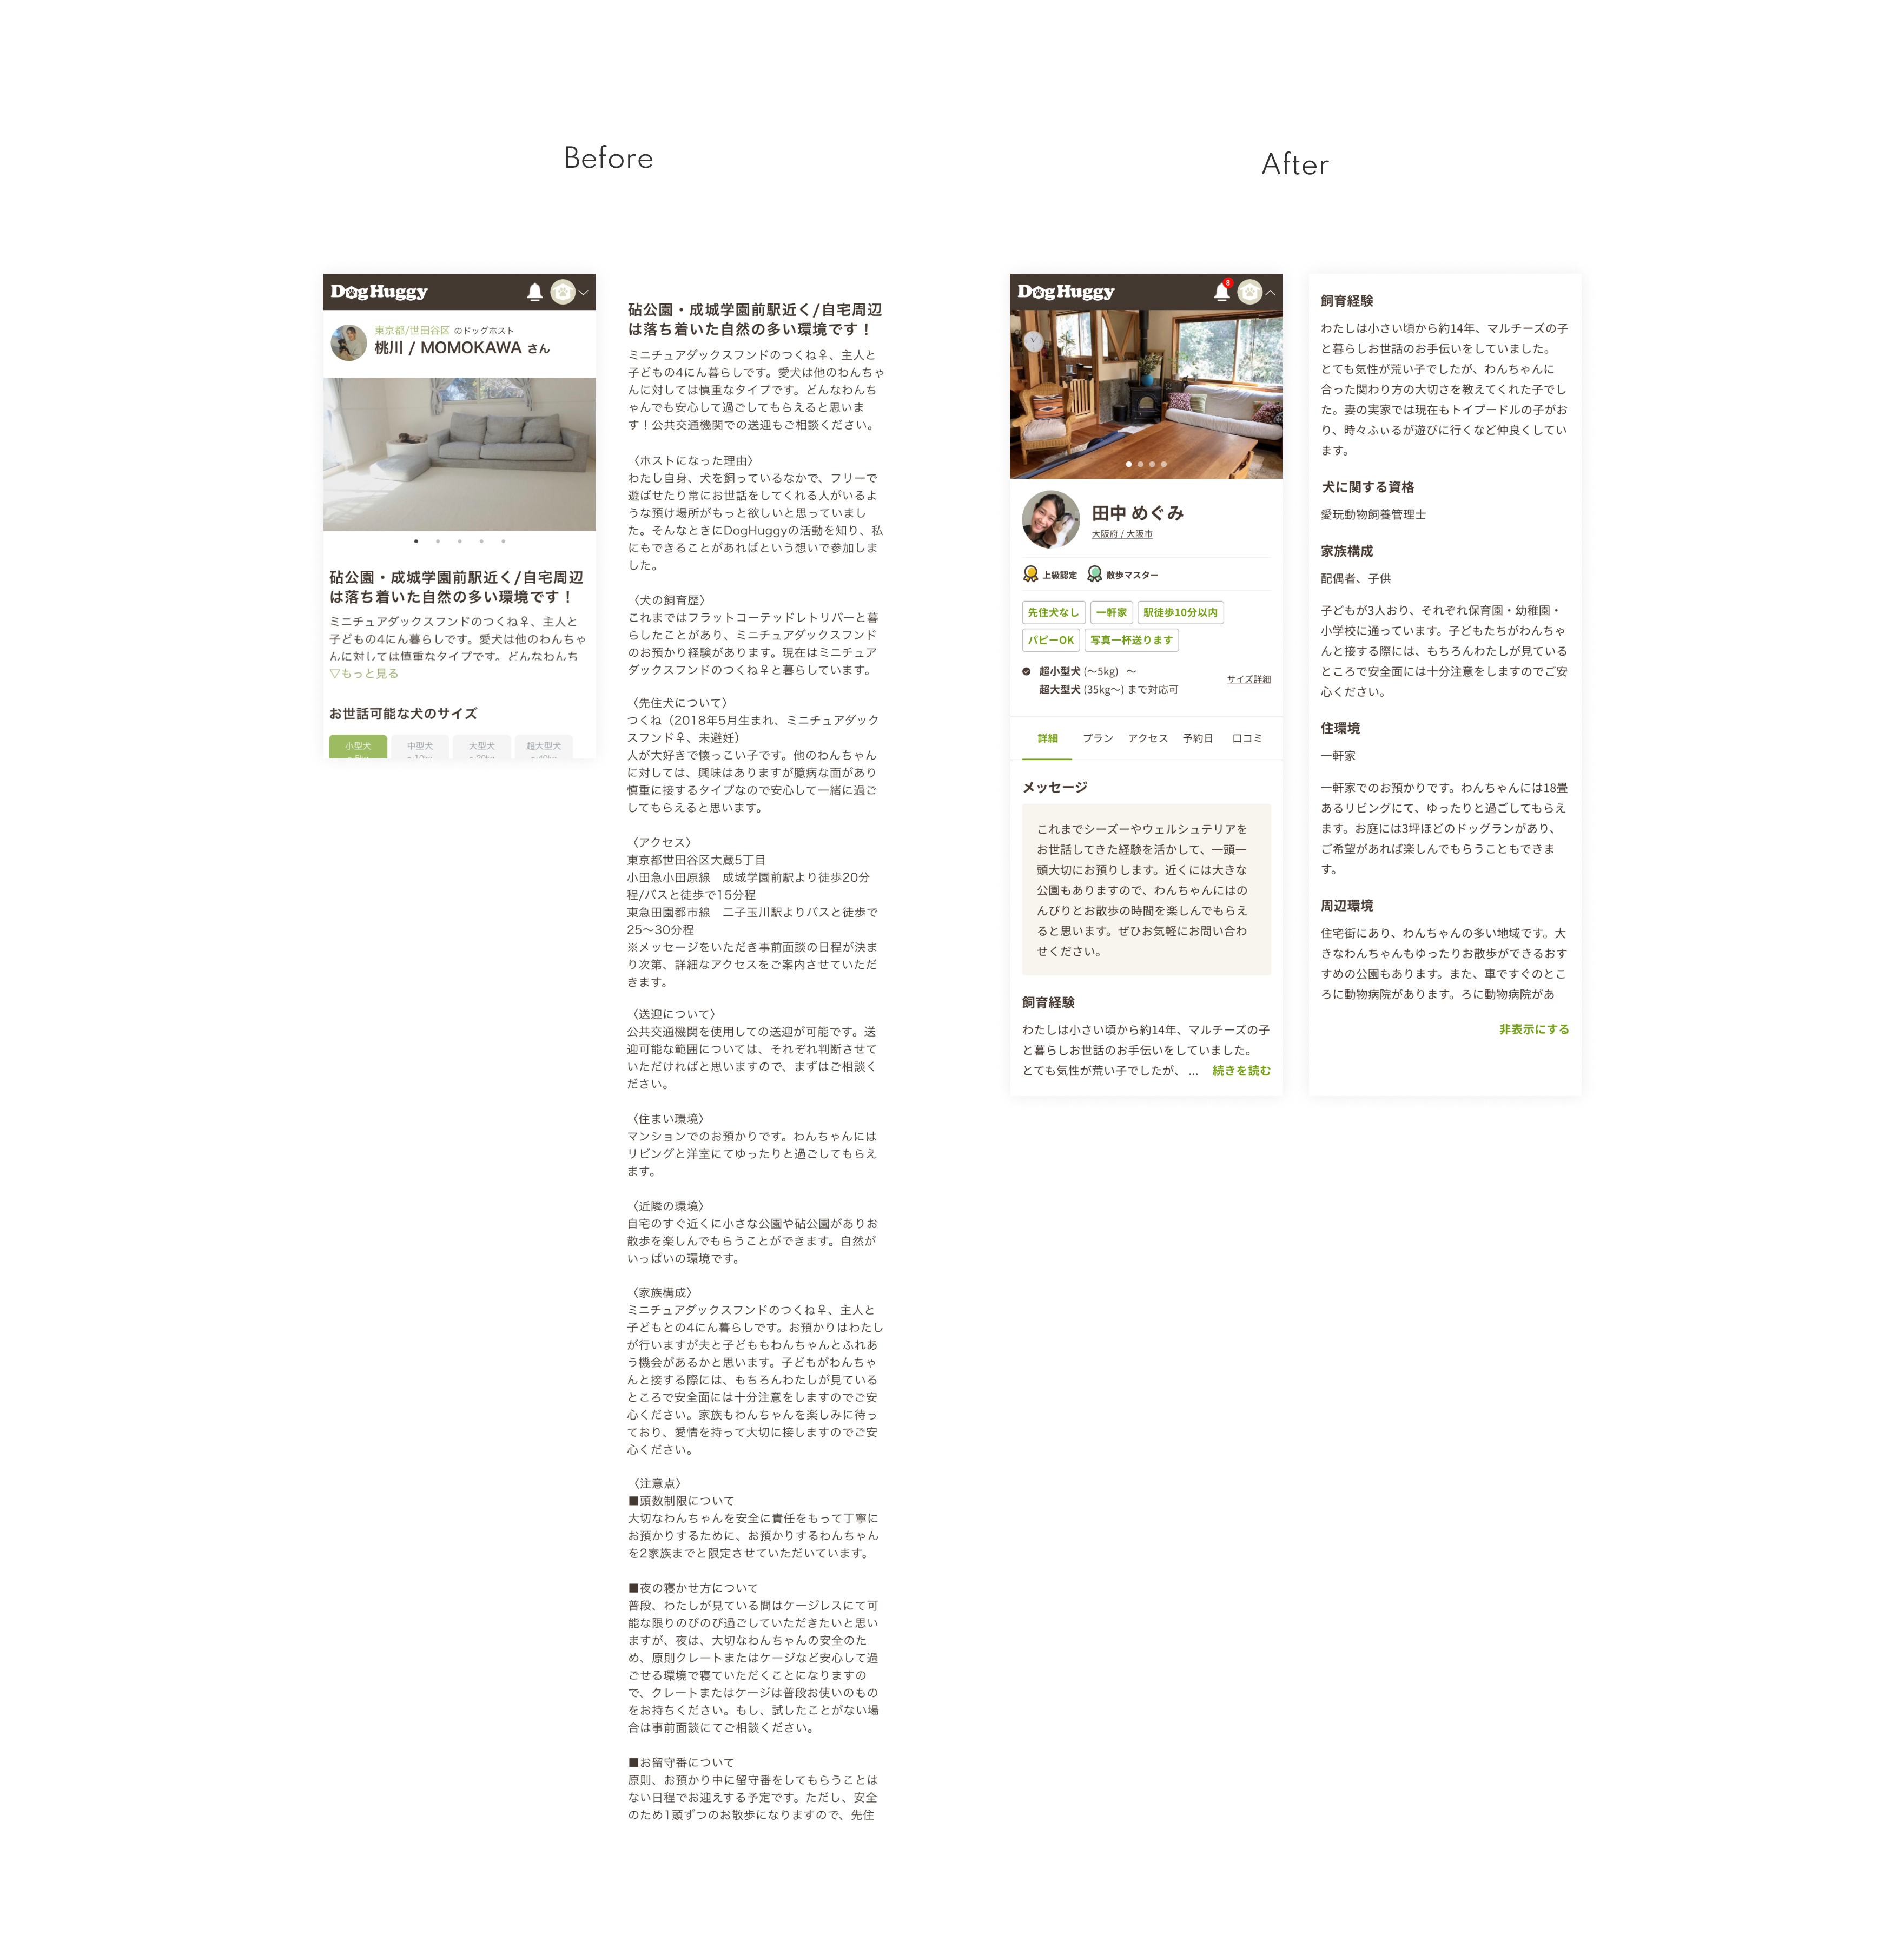 Before
After
DogHuggy
東京都/世田谷区 のドッグホスト
桃川 / MOMOKAWA さん
砧公園・成城学園前駅近く/自宅周辺
は落ち着いた自然の多い環境です！
ミニチュアダックスフンドのつくね♀、主人と
子どもの4にん暮らしです。愛犬は他のわんちゃ
んに対しては慎重なタイプです。どんなわんち
▽もっと見る
お世話可能な犬のサイズ
小型犬
中型犬
大型犬
超大型犬
砧公園・成城学園前駅近く/自宅周辺
は落ち着いた自然の多い環境です！
ミニチュアダックスフンドのつくね♀、主人と
子どもの4にん暮らしです。愛犬は他のわんちゃ
んに対しては慎重なタイプです。どんなわんち
ゃんでも安心して過ごしてもらえると思いま
す！公共交通機関での送迎もご相談ください。
〈ホストになった理由〉
わたし自身、犬を飼っているなかで、フリーで
遊ばせたり常にお世話をしてくれる人がいるよ
うな預け場所がもっと欲しいと思っていまし
た。そんなときにDogHuggyの活動を知り、私
にもできることがあればという想いで参加しま
した。
〈犬の飼育歴〉
これまではフラットコーテッドレトリバーと暮
らしたことがあり、ミニチュアダックスフンド
のお預かり経験があります。現在はミニチュア
ダックスフンドのつくね♀と暮らしています。
〈先住犬について〉
つくね（2018年5月生まれ、ミニチュアダック
スフンド♀、未避妊）
人が大好きで懐っこい子です。他のわんちゃん
に対しては、興味はありますが臆病な面があり
慎重に接するタイプなので安心して一緒に過ご
してもらえると思います。
〈アクセス〉
東京都世田谷区大蔵5丁目
小田急小田原線　成城学園前駅より徒歩20分
程/バスと徒歩で15分程
東急田園都市線　二子玉川駅よりバスと徒歩で
25〜30分程
※メッセージをいただき事前面談の日程が決ま
り次第、詳細なアクセスをご案内させていただ
きます。
〈送迎について〉
公共交通機関を使用しての送迎が可能です。送
迎可能な範囲については、それぞれ判断させて
いただければと思いますので、まずはご相談く
ださい。
〈住まい環境〉
マンションでのお預かりです。わんちゃんには
リビングと洋室にてゆったりと過ごしてもらえ
ます。
〈近隣の環境〉
自宅のすぐ近くに小さな公園や砧公園がありお
散歩を楽しんでもらうことができます。自然が
いっぱいの環境です。
〈家族構成〉
ミニチュアダックスフンドのつくね♀、主人と
子どもとの4にん暮らしです。お預かりはわたし
が行いますが夫と子どももわんちゃんとふれあ
う機会があるかと思います。子どもがわんちゃ
んと接する際には、もちろんわたしが見ている
ところで安全面には十分注意をしますのでご安
心ください。家族もわんちゃんを楽しみに待っ
ており、愛情を持って大切に接しますのでご安
心ください。
〈注意点〉
■頭数制限について
大切なわんちゃんを安全に責任をもって丁寧に
お預かりするために、お預かりするわんちゃん
を2家族までと限定させていただいています。
■夜の寝かせ方について
普段、わたしが見ている間はケージレスにて可
能な限りのびのび過ごしていただきたいと思い
ますが、夜は、大切なわんちゃんの安全のた
め、原則クレートまたはケージなど安心して過
ごせる環境で寝ていただくことになりますの
で、クレートまたはケージは普段お使いのもの
をお持ちください。もし、試したことがない場
合は事前面談にてご相談ください。
■お留守番について
原則、お預かり中に留守番をしてもらうことは
ない日程でお迎えする予定です。ただし、安全
のため1頭ずつのお散歩になりますので、先住
DogHuggy
8
田中 めぐみ
大阪府 / 大阪市
上級認定 散歩マスター
先住犬なし 一軒家 駅徒歩10分以内
パピーOK 写真一杯送ります
超小型犬 (〜5kg) 〜
超大型犬 (35kg〜) まで対応可
サイズ詳細
詳細 プラン アクセス 予約日 口コミ
メッセージ
これまでシーズーやウェルシュテリアを
お世話してきた経験を活かして、一頭一
頭大切にお預りします。近くには大きな
公園もありますので、わんちゃんにはの
んびりとお散歩の時間を楽しんでもらえ
ると思います。ぜひお気軽にお問い合わ
せください。
飼育経験
わたしは小さい頃から約14年、マルチーズの子
と暮らしお世話のお手伝いをしていました。
とても気性が荒い子でしたが、 ... 続きを読む
飼育経験
わたしは小さい頃から約14年、マルチーズの子
と暮らしお世話のお手伝いをしていました。
とても気性が荒い子でしたが、わんちゃんに
合った関わり方の大切さを教えてくれた子でし
た。妻の実家では現在もトイプードルの子がお
り、時々ふぃるが遊びに行くなど仲良くしてい
ます。
犬に関する資格
愛玩動物飼養管理士
家族構成
配偶者、子供
子どもが3人おり、それぞれ保育園・幼稚園・
小学校に通っています。子どもたちがわんちゃ
んと接する際には、もちろんわたしが見ている
ところで安全面には十分注意をしますのでご安
心ください。
住環境
一軒家
一軒家でのお預かりです。わんちゃんには18畳
あるリビングにて、ゆったりと過ごしてもらえ
ます。お庭には3坪ほどのドッグランがあり、
ご希望があれば楽しんでもらうこともできま
す。
周辺環境
住宅街にあり、わんちゃんの多い地域です。大
きなわんちゃんもゆったりお散歩ができるおす
すめの公園もあります。また、車ですぐのとこ
ろに動物病院があります。ろに動物病院があ
非表示にする